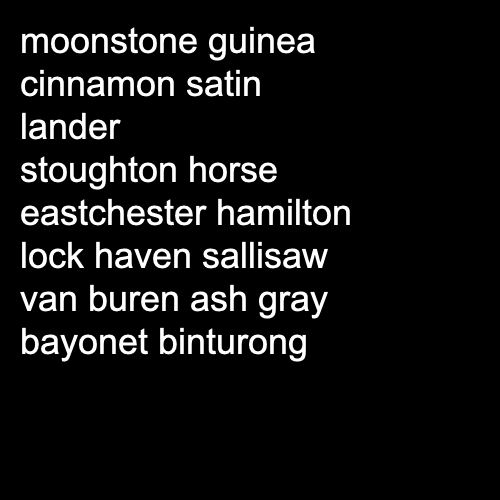 moonstone guinea
cinnamon satin
lander
stoughton horse
eastchester hamilton
lock haven sallisaw
van buren ash gray
bayonet binturong